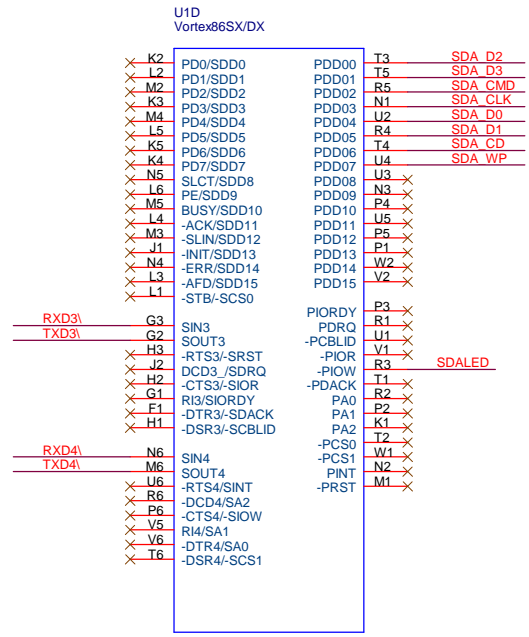 U1D
Vortex86SX/DX
K2 PD0/SDD0 PDD00 T3 SDA_D2
L2 PD1/SDD1 PDD01 T5 SDA_D3
M2 PD2/SDD2 PDD02 R5 SDA_CMD
K3 PD3/SDD3 PDD03 N1 SDA_CLK
M4 PD4/SDD4 PDD04 U2 SDA_D0
L5 PD5/SDD5 PDD05 R4 SDA_D1
K5 PD6/SDD6 PDD06 T4 SDA_CD
K4 PD7/SDD7 PDD07 U4 SDA_WP
N5 SLCT/SDD8 PDD08 U3
L6 PE/SDD9 PDD09 N3
M5 BUSY/SDD10 PDD10 P4
L4 -ACK/SDD11 PDD11 U5
M3 -SLIN/SDD12 PDD12 P5
J1 -INIT/SDD13 PDD13 P1
N4 -ERR/SDD14 PDD14 W2
L3 -AFD/SDD15 PDD15 V2
L1 -STB/-SCS0
PIORDY P3
RXD3\ G3 SIN3 PDRQ R1
TXD3\ G2 SOUT3 -PCBLID U1
H3 -RTS3/-SRST -PIOR V1
J2 DCD3_/SDRQ -PIOW R3 SDALED
H2 -CTS3/-SIOR -PDACK T1
G1 RI3/SIORDY PA0 R2
F1 -DTR3/-SDACK PA1 P2
H1 -DSR3/-SCBLID PA2 K1
-PCS0 T2
RXD4\ N6 SIN4 -PCS1 W1
TXD4\ M6 SOUT4 PINT N2
U6 -RTS4/SINT -PRST M1
R6 -DCD4/SA2
P6 -CTS4/-SIOW
V5 RI4/SA1
V6 -DTR4/SA0
T6 -DSR4/-SCS1